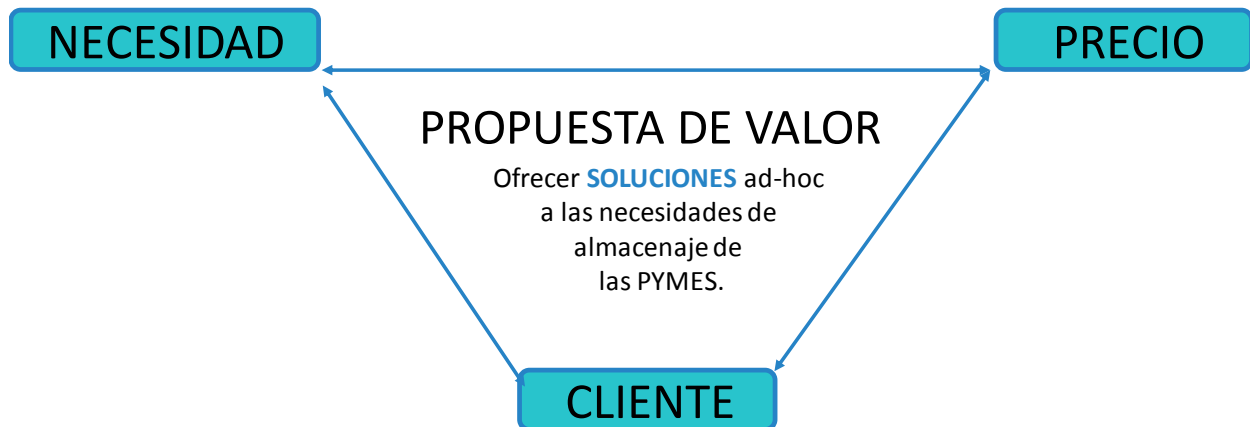 NECESIDAD
PRECIO
PROPUESTA DE VALOR
Ofrecer SOLUCIONES ad-hoc
a las necesidades de
almacenaje de
las PYMES.
CLIENTE